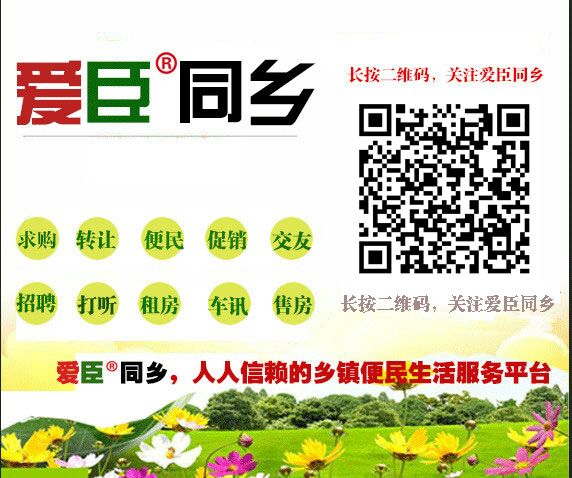 爱臣®同乡
长按二维码，关注爱臣同乡
求购 转让 便民 促销 交友
招聘 打听 租房 车讯 售房
长按二维码，关注爱臣同乡
爱臣®同乡，人人信赖的乡镇便民生活服务平台